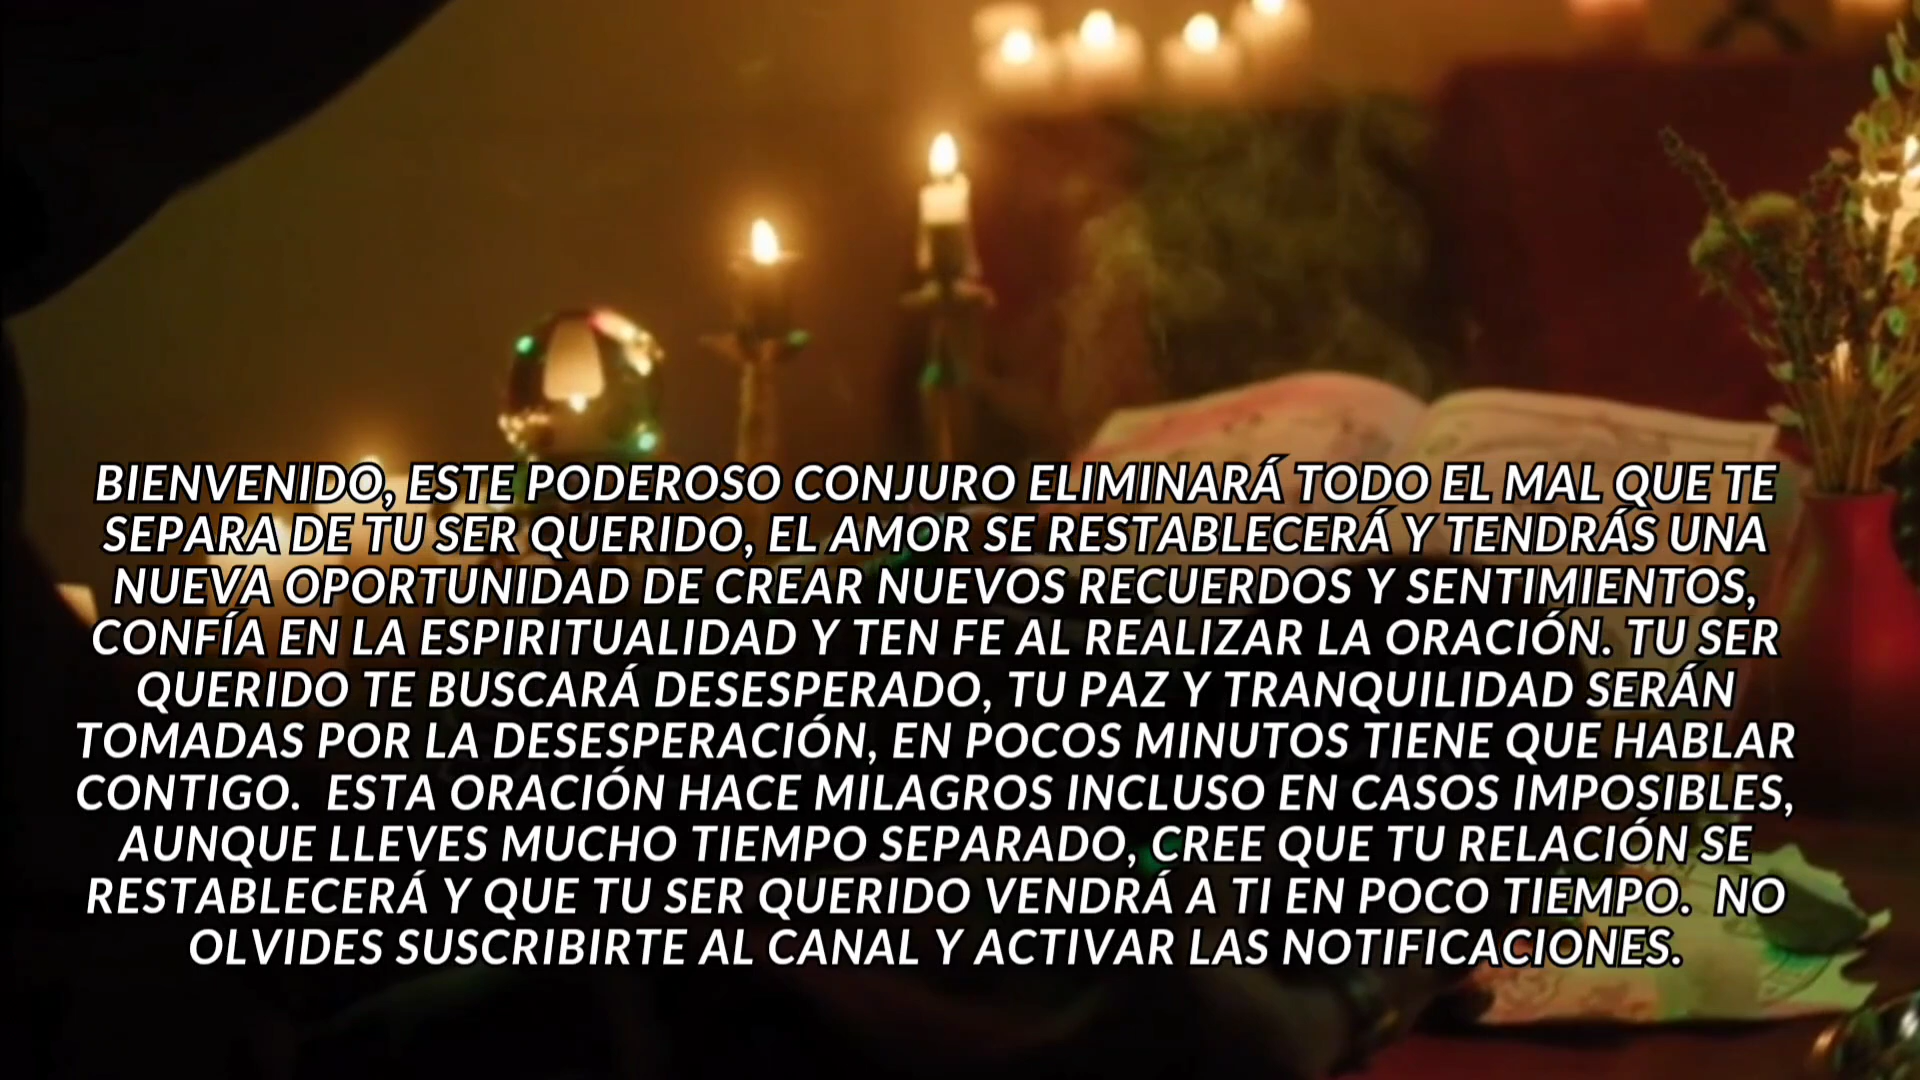 BIENVENIDO, ESTE PODEROSO CONJURO ELIMINARÁ TODO EL MAL QUE TE
SEPARA DE TU SER QUERIDO, EL AMOR SE RESTABLECERÁ Y TENDRÁS UNA
NUEVA OPORTUNIDAD DE CREAR NUEVOS RECUERDOS Y SENTIMIENTOS,
CONFÍA EN LA ESPIRITUALIDAD Y TEN FE AL REALIZAR LA ORACIÓN. TU SER
QUERIDO TE BUSCARÁ DESESPERADO, TU PAZ Y TRANQUILIDAD SERÁN
TOMADAS POR LA DESESPERACIÓN, EN POCOS MINUTOS TIENE QUE HABLAR
CONTIGO.  ESTA ORACIÓN HACE MILAGROS INCLUSO EN CASOS IMPOSIBLES,
AUNQUE LLEVES MUCHO TIEMPO SEPARADO, CREE QUE TU RELACIÓN SE
RESTABLECERÁ Y QUE TU SER QUERIDO VENDRÁ A TI EN POCO TIEMPO.  NO
OLVIDES SUSCRIBIRTE AL CANAL Y ACTIVAR LAS NOTIFICACIONES.